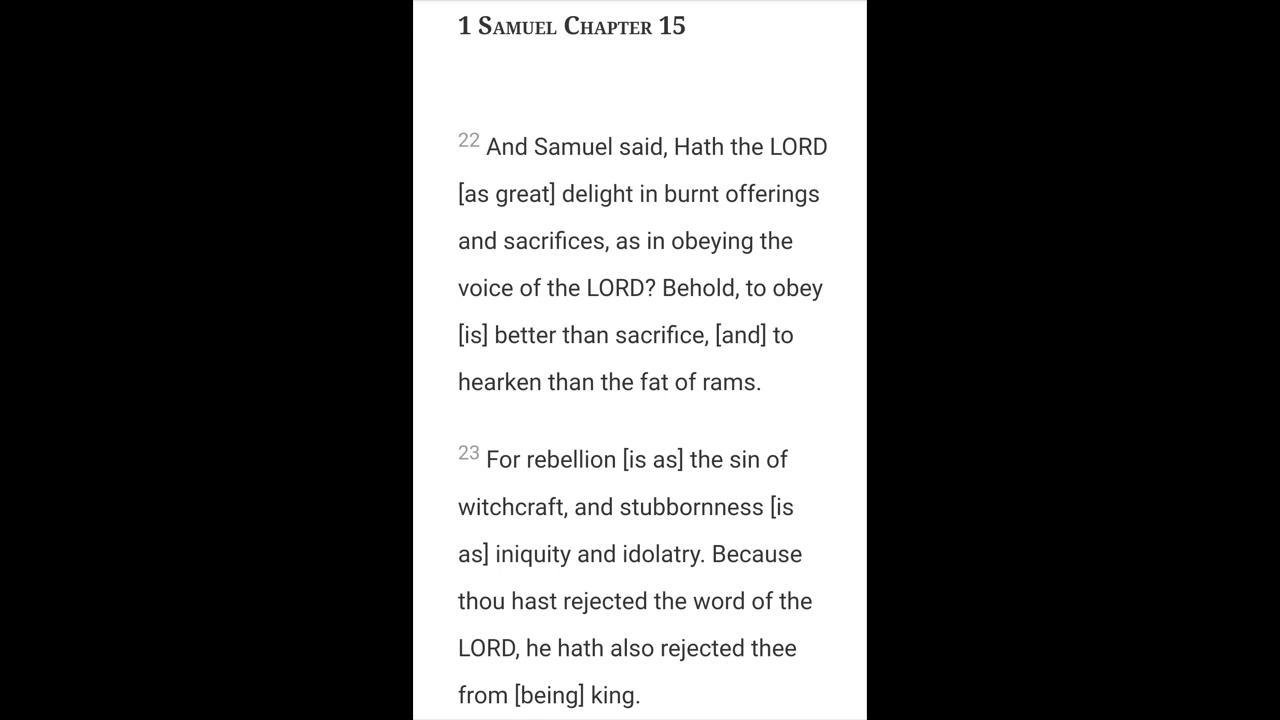 1 Samuel Chapter 15
22 And Samuel said, Hath the LORD
[as great] delight in burnt offerings
and sacrifices, as in obeying the
voice of the LORD? Behold, to obey
[is] better than sacrifice, [and] to
hearken than the fat of rams.
23 For rebellion [is as] the sin of
witchcraft, and stubbornness [is
as] iniquity and idolatry. Because
thou hast rejected the word of the
LORD, he hath also rejected thee
from [being] king.